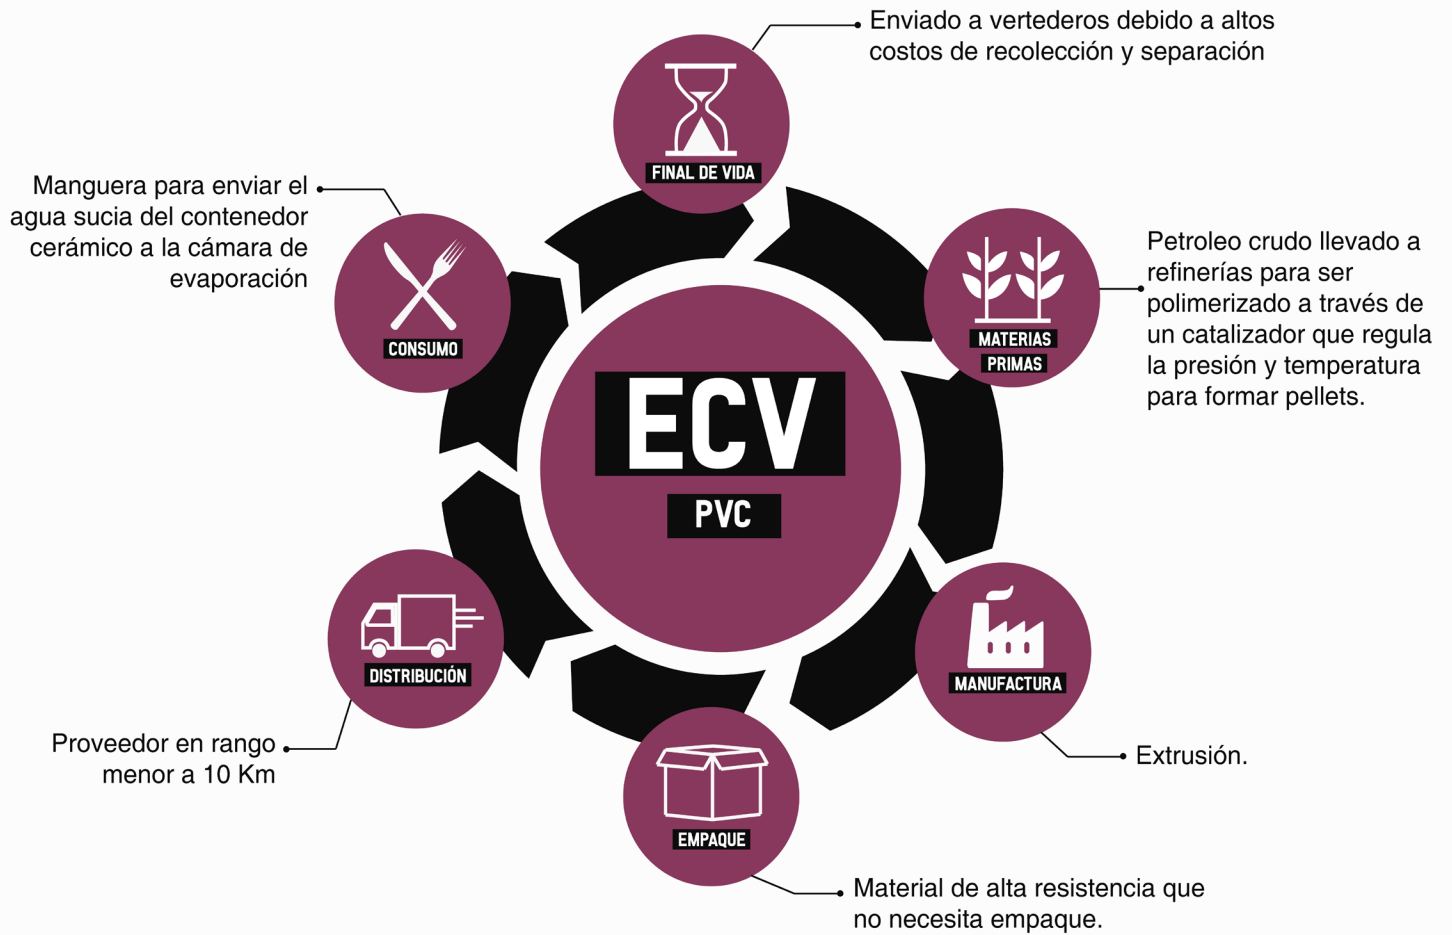 Enviado a vertederos debido a altos
costos de recolección y separación
FINAL DE VIDA
Manguera para enviar el
agua sucia del contenedor
cerámico a la cámara de
evaporación
CONSUMO
MATERIAS
PRIMAS
Petroleo crudo llevado a
refinerías para ser
polimerizado a través de
un catalizador que regula
la presión y temperatura
para formar pellets.
ECV
PVC
DISTRIBUCIÓN
MANUFACTURA
Proveedor en rango
menor a 10 Km
Extrusión.
EMPAQUE
Material de alta resistencia que
no necesita empaque.